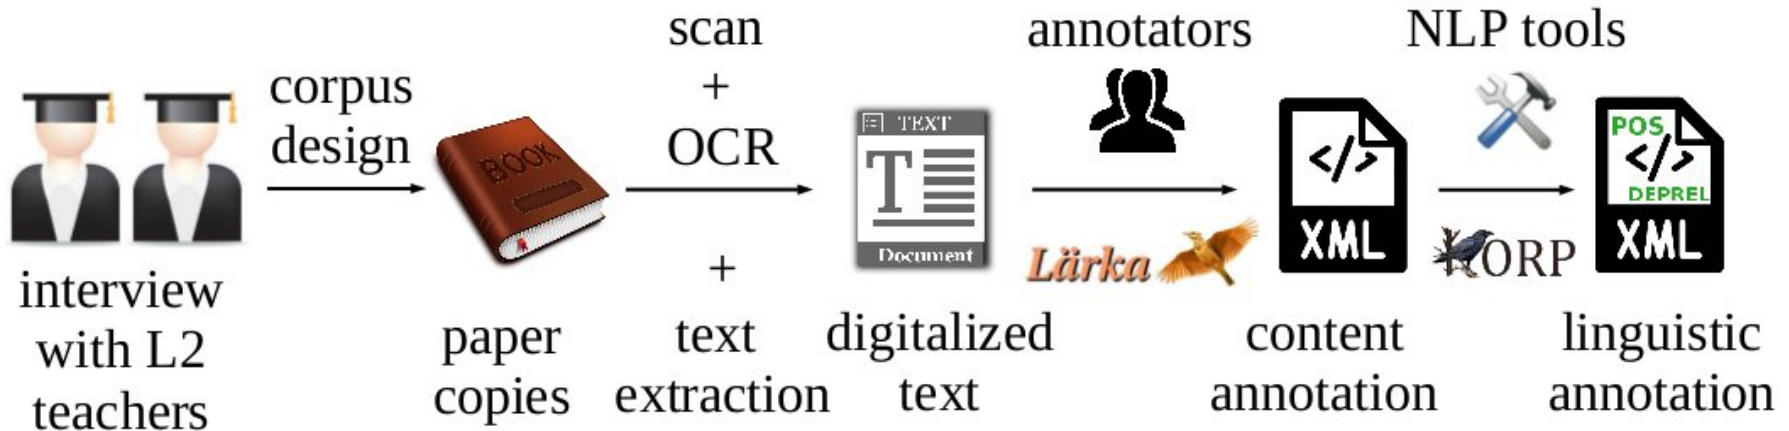 interview
with L2
teachers
corpus
design
BOOK
paper
copies
scan
+
OCR
+
text
extraction
TEXT
T
Document
digitalized
text
annotators
Lärka
</>
XML
content
annotation
NLP tools
KORP
POS
</>
DEPREL
XML
linguistic
annotation